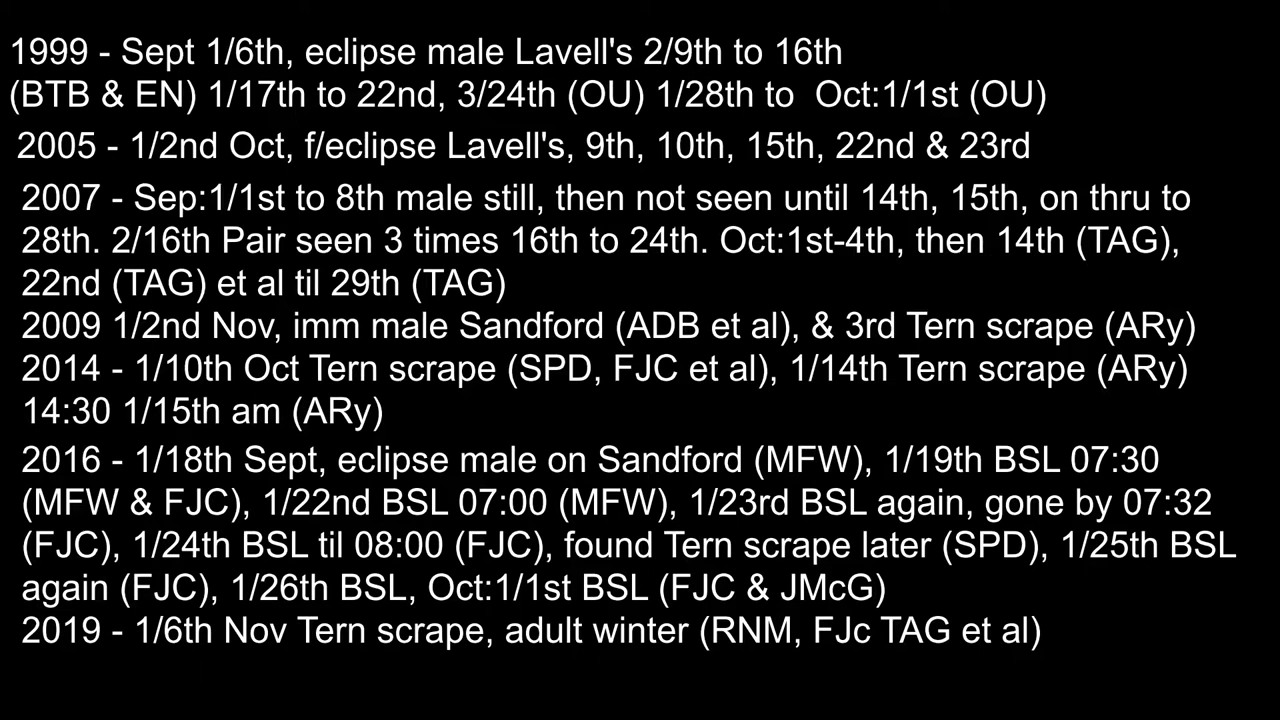 1999 - Sept 1/6th, eclipse male Lavell's 2/9th to 16th
(BTB & EN) 1/17th to 22nd, 3/24th (OU) 1/28th to  Oct:1/1st (OU)
2005 - 1/2nd Oct, f/eclipse Lavell's, 9th, 10th, 15th, 22nd & 23rd
2007 - Sep:1/1st to 8th male still, then not seen until 14th, 15th, on thru to
28th. 2/16th Pair seen 3 times 16th to 24th. Oct:1st-4th, then 14th (TAG),
22nd (TAG) et al til 29th (TAG)
2009 1/2nd Nov, imm male Sandford (ADB et al), & 3rd Tern scrape (ARy)
2014 - 1/10th Oct Tern scrape (SPD, FJC et al), 1/14th Tern scrape (ARy)
14:30 1/15th am (ARy)
2016 - 1/18th Sept, eclipse male on Sandford (MFW), 1/19th BSL 07:30
(MFW & FJC), 1/22nd BSL 07:00 (MFW), 1/23rd BSL again, gone by 07:32
(FJC), 1/24th BSL til 08:00 (FJC), found Tern scrape later (SPD), 1/25th BSL
again (FJC), 1/26th BSL, Oct:1/1st BSL (FJC & JMcG)
2019 - 1/6th Nov Tern scrape, adult winter (RNM, FJc TAG et al)